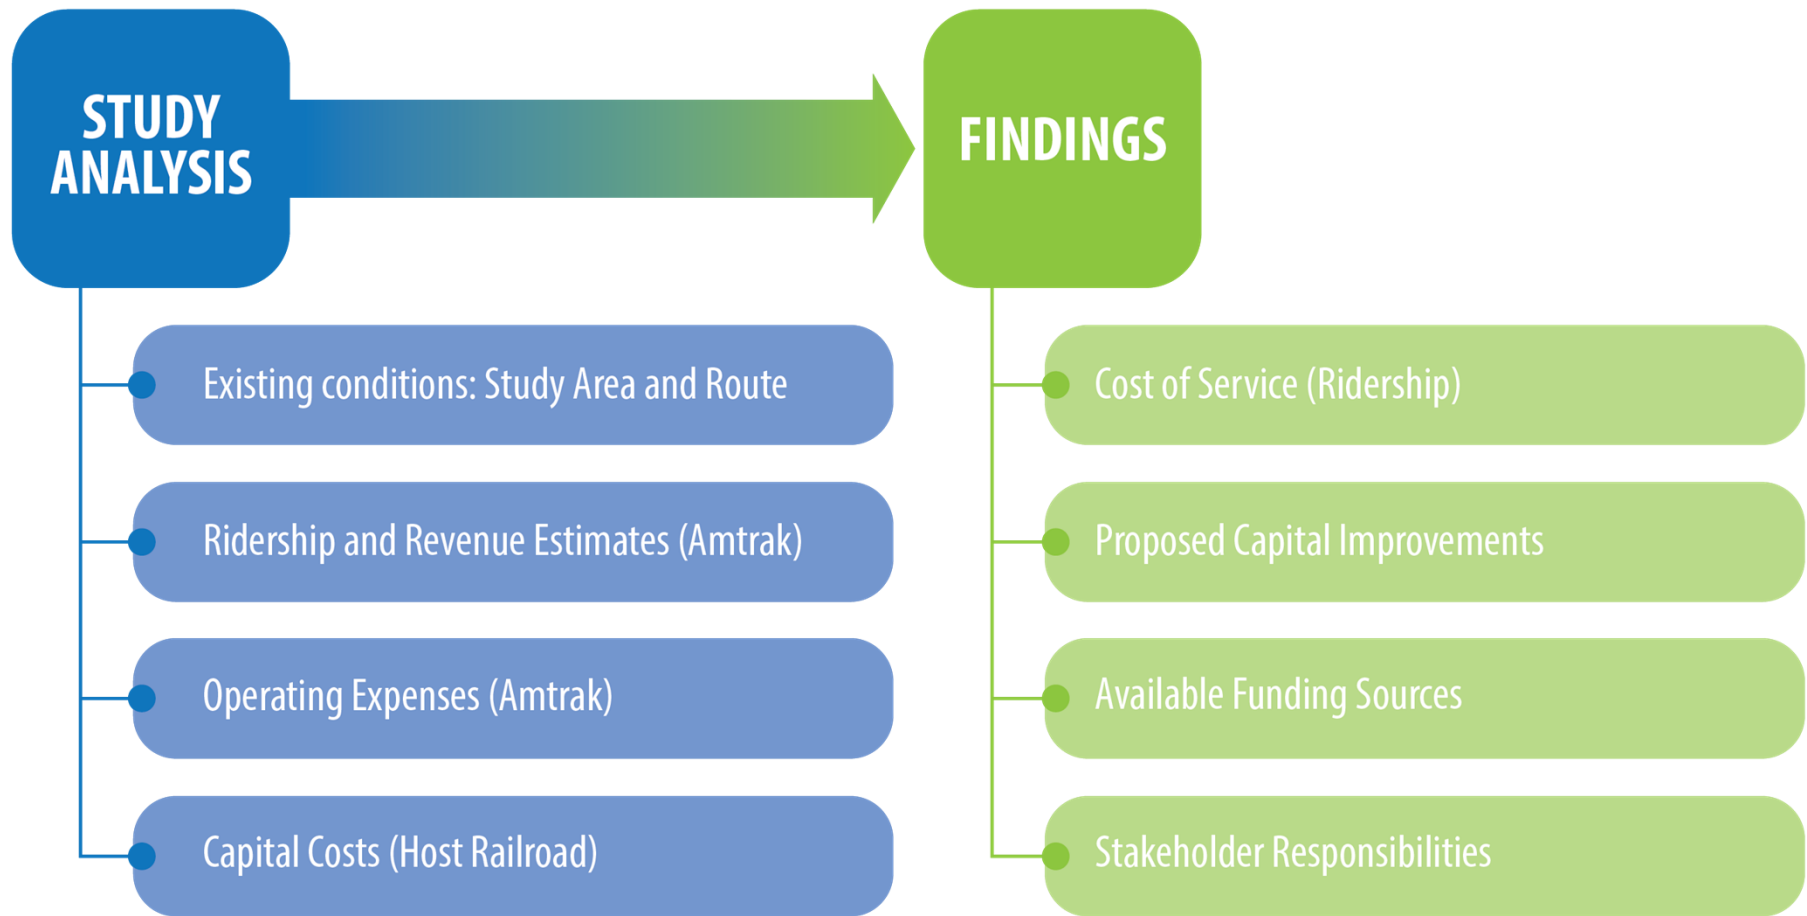 STUDY
ANALYSIS
FINDINGS
Existing conditions: Study Area and Route
Ridership and Revenue Estimates (Amtrak)
Operating Expenses (Amtrak)
Capital Costs (Host Railroad)
Cost of Service (Ridership)
Proposed Capital Improvements
Available Funding Sources
Stakeholder Responsibilities